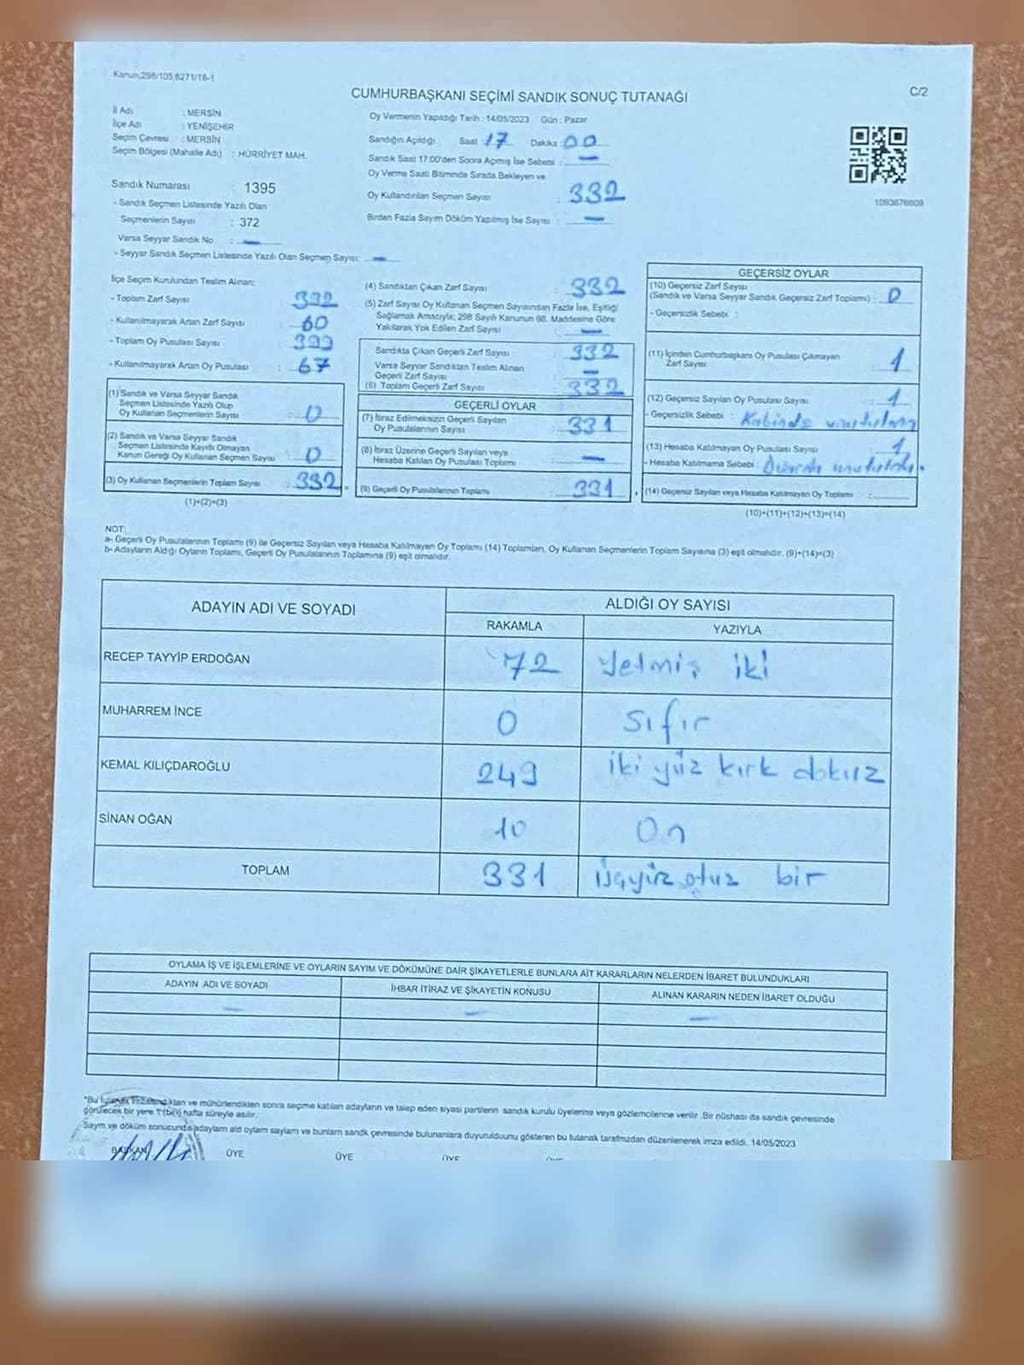 Kanun;298/105,6271/16-1
CUMHURBAŞKANI SEÇİMİ SANDIK SONUÇ TUTANAĞI
C/2
İl Adı : MERSİN
İlçe Adı : YENİŞEHİR
Seçim Çevresi : MERSİN
Seçim Bölgesi (Mahalle Adı) : HÜRRİYET MAH.
Sandık Numarası : 1395
- Sandık Seçmen Listesinde Yazılı Olan
Seçmenlerin Sayısı : 372
Varsa Seyyar Sandık No : —
- Seyyar Sandık Seçmen Listesinde Yazılı Olan Seçmen Sayısı: —
Oy Vermenin Yapıldığı Tarih : 14/05/2023 Gün : Pazar
Sandığın Açıldığı Saat : 17 Dakika : 00
Sandık Saat 17:00'den Sonra Açılmış İse Sebebi : —
Oy Verme Saati Bitiminde Sırada Bekleyen ve
Oy Kullandırılan Seçmen Sayısı : 332
Birden Fazla Sayım Döküm Yapılmış İse Sayısı : —
1093676609
İlçe Seçim Kurulundan Teslim Alınan;
- Toplam Zarf Sayısı :
- Kullanılmayarak Artan Zarf Sayısı : 60
- Toplam Oy Pusulası Sayısı :
- Kullanılmayarak Artan Oy Pusulası : 67
(1) Sandık ve Varsa Seyyar Sandık
Seçmen Listesinde Yazılı Olup
Oy Kullanan Seçmenlerin Sayısı : 0
(2) Sandık ve Varsa Seyyar Sandık
Seçmen Listesinde Kayıtlı Olmayan
Kanun Gereği Oy Kullanan Seçmen Sayısı : 0
(3) Oy Kullanan Seçmenlerin Toplam Sayısı : 332
(1)+(2)=(3)
(4) Sandıktan Çıkan Zarf Sayısı : 332
(5) Zarf Sayısı Oy Kullanan Seçmen Sayısından Fazla İse, Eşitliği
Sağlamak Amacıyla; 298 Sayılı Kanunun 98. Maddesine Göre
Yakılarak Yok Edilen Zarf Sayısı : —
Sandıkta Çıkan Geçerli Zarf Sayısı : 332
Varsa Seyyar Sandıktan Teslim Alınan
Geçerli Zarf Sayısı : —
(6) Toplam Geçerli Zarf Sayısı : 332
GEÇERLİ OYLAR
(7) İtiraz Edilmeksizin Geçerli Sayılan
Oy Pusulalarının Sayısı : 331
(8) İtiraz Üzerine Geçerli Sayılan veya
Hesaba Katılan Oy Pusulası Toplamı : —
(9) Geçerli Oy Pusulalarının Toplamı : 331
GEÇERSİZ OYLAR
(10) Geçersiz Zarf Sayısı
(Sandık ve Varsa Seyyar Sandık Geçersiz Zarf Toplamı) : 0
- Geçersizlik Sebebi :
(11) İçinden Cumhurbaşkanı Oy Pusulası Çıkmayan
Zarf Sayısı : 1
(12) Geçersiz Sayılan Oy Pusulası Sayısı : 1
- Geçersizlik Sebebi : Kabinde
(13) Hesaba Katılmayan Oy Pusulası Sayısı : 1
- Hesaba Katılmama Sebebi :
(14) Geçersiz Sayılan veya Hesaba Katılmayan Oy Toplamı :
(10)+(11)+(12)+(13)=(14)
NOT:
a- Geçerli Oy Pusulalarının Toplamı (9) ile Geçersiz Sayılan veya Hesaba Katılmayan Oy Toplamı (14) Toplamları, Oy Kullanan Seçmenlerin Toplam Sayısına (3) eşit olmalıdır. (9)+(14)=(3)
b- Adayların Aldığı Oyların Toplamı, Geçerli Oy Pusulalarının Toplamına (9) eşit olmalıdır.
ADAYIN ADI VE SOYADI ALDIĞI OY SAYISI
RAKAMLA YAZIYLA
RECEP TAYYİP ERDOĞAN 72 Yetmiş iki
MUHARREM İNCE 0 Sıfır
KEMAL KILIÇDAROĞLU 249 iki yüz kırk dokuz
SİNAN OĞAN 10 On
TOPLAM 331 üçyüz otuz bir
OYLAMA İŞ VE İŞLEMLERİNE VE OYLARIN SAYIM VE DÖKÜMÜNE DAİR ŞİKAYETLERLE BUNLARA AİT KARARLARIN NELERDEN İBARET BULUNDUKLARI
ADAYIN ADI VE SOYADI İHBAR İTİRAZ VE ŞİKAYETİN KONUSU ALINAN KARARIN NEDEN İBARET OLDUĞU
— — —
*Bu tutanak imzalandıktan ve mühürlendikten sonra seçime katılan adayların ve talep eden siyasi partilerin sandık kurulu üyelerine veya gözlemcilerine verilir. Bir nüshası da sandık çevresinde
görülecek bir yere 1 (bir) hafta süreyle asılır.
Sayım ve döküm sonucunda adayların aldı oyların sayıları ve bunların sandık çevresinde bulunanlara duyurulduğunu gösteren bu tutanak tarafımızdan düzenlenerek imza edildi. 14/05/2023
BAŞKAN ÜYE ÜYE ÜYE